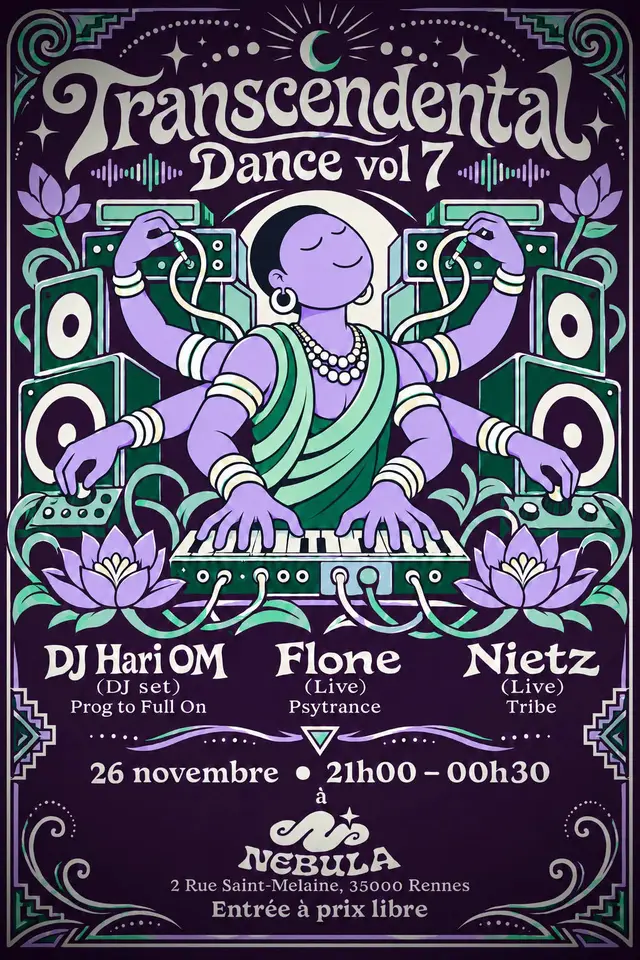 Transcendental
Dance vol 7
DJ Hari OM
(DJ set)
Prog to Full On
Flone
(Live)
Psytrance
Nietz
(Live)
Tribe
26 novembre • 21h00 – 00h30
à
NEBULA
2 Rue Saint-Melaine, 35000 Rennes
Entrée à prix libre